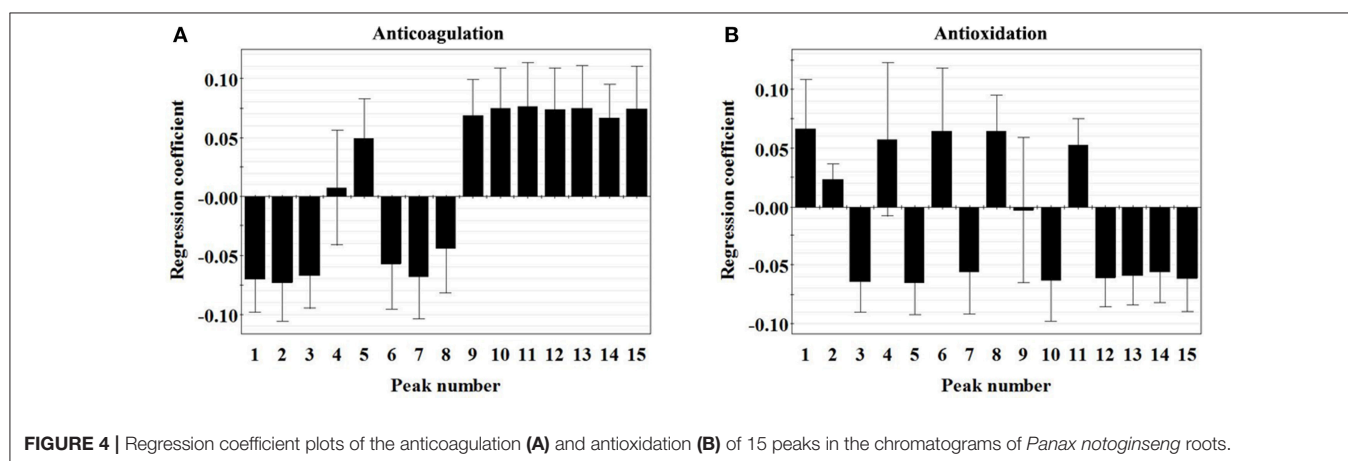 A
Anticoagulation
Regression coefficient
0.10
0.05
-0.00
-0.05
-0.10
1 2 3 4 5 6 7 8 9 10 11 12 13 14 15
Peak number
B
Antioxidation
Regression coefficient
0.10
0.05
-0.00
-0.05
-0.10
1 2 3 4 5 6 7 8 9 10 11 12 13 14 15
Peak number
FIGURE 4 | Regression coefficient plots of the anticoagulation (A) and antioxidation (B) of 15 peaks in the chromatograms of Panax notoginseng roots.